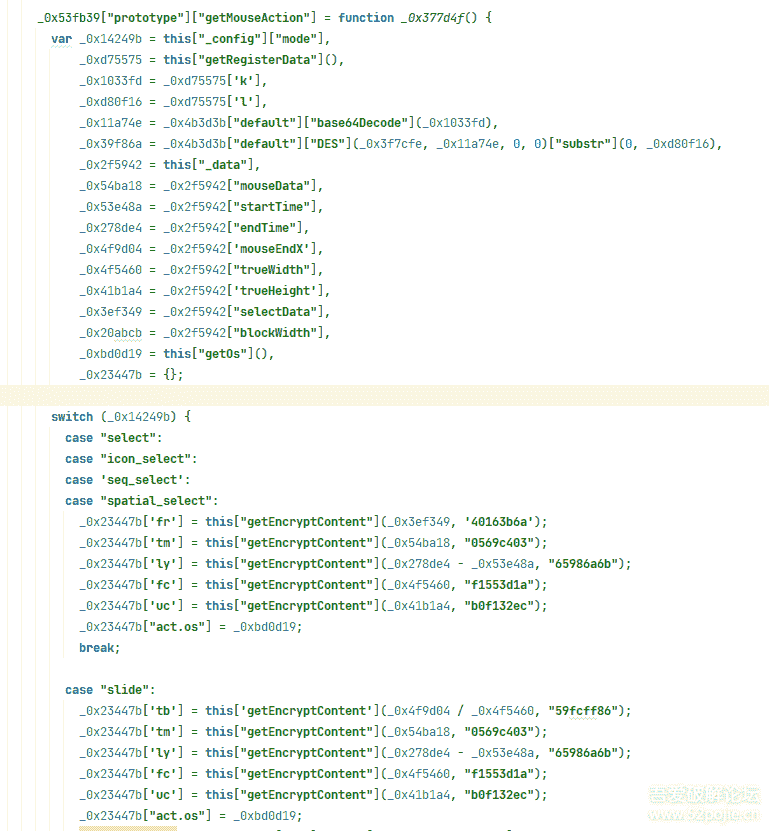 _0x53fb39["prototype"]["getMouseAction"] = function _0x377d4f() {
var _0x14249b = this["_config"]["mode"],
_0xd75575 = this["getRegisterData"](),
_0x1033fd = _0xd75575['k'],
_0xd80f16 = _0xd75575['l'],
_0x11a74e = _0x4b3d3b["default"]["base64Decode"](_0x1033fd),
_0x39f86a = _0x4b3d3b["default"]["DES"](_0x3f7cfe, _0x11a74e, 0, 0)["substr"](0, _0xd80f16),
_0x2f5942 = this["_data"],
_0x54ba18 = _0x2f5942["mouseData"],
_0x53e48a = _0x2f5942["startTime"],
_0x278de4 = _0x2f5942["endTime"],
_0x4f9d04 = _0x2f5942['mouseEndX'],
_0x4f5460 = _0x2f5942["trueWidth"],
_0x41b1a4 = _0x2f5942['trueHeight'],
_0x3ef349 = _0x2f5942["selectData"],
_0x20abcb = _0x2f5942["blockWidth"],
_0xbd0d19 = this["getOs"](),
_0x23447b = {};
switch (_0x14249b) {
case "select":
case "icon_select":
case 'seq_select':
case "spatial_select":
_0x23447b['fr'] = this["getEncryptContent"](_0x3ef349, '40163b6a');
_0x23447b['tm'] = this["getEncryptContent"](_0x54ba18, "0569c403");
_0x23447b['ly'] = this["getEncryptContent"](_0x278de4 - _0x53e48a, "65986a6b");
_0x23447b['fc'] = this["getEncryptContent"](_0x4f5460, "f1553d1a");
_0x23447b['uc'] = this["getEncryptContent"](_0x41b1a4, "b0f132ec");
_0x23447b["act.os"] = _0xbd0d19;
break;
case "slide":
_0x23447b['tb'] = this['getEncryptContent'](_0x4f9d04 / _0x4f5460, "59fcff86");
_0x23447b['tm'] = this["getEncryptContent"](_0x54ba18, "0569c403");
_0x23447b['ly'] = this["getEncryptContent"](_0x278de4 - _0x53e48a, "65986a6b");
_0x23447b['fc'] = this["getEncryptContent"](_0x4f5460, "f1553d1a");
_0x23447b['uc'] = this["getEncryptContent"](_0x41b1a4, "b0f132ec");
_0x23447b["act.os"] = _0xbd0d19;